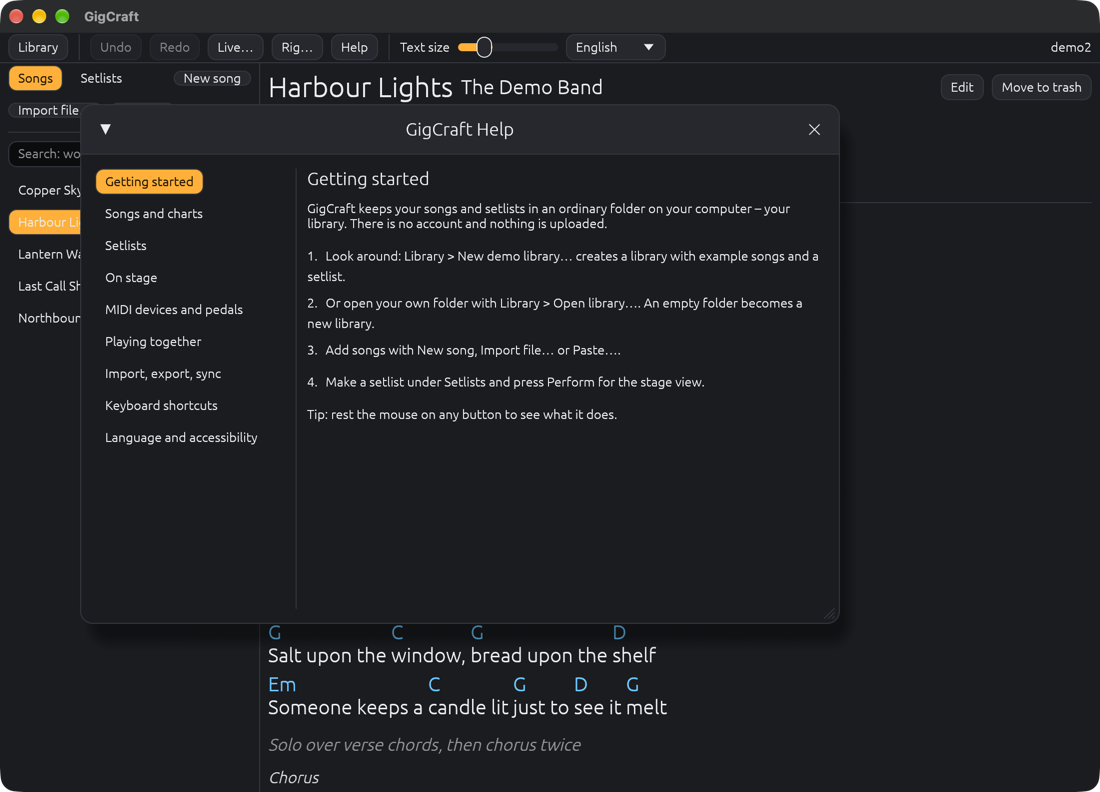 GigCraft
Library Undo Redo Live... Rig... Help Text size English demo2
Songs Setlists New song
Harbour Lights The Demo Band Edit Move to trash
Import file
Search: wo
Copper Sky
Harbour Li
Lantern Wa
Last Call Sh
Northboun
GigCraft Help
Getting started
Songs and charts
Setlists
On stage
MIDI devices and pedals
Playing together
Import, export, sync
Keyboard shortcuts
Language and accessibility
Getting started
GigCraft keeps your songs and setlists in an ordinary folder on your computer – your
library. There is no account and nothing is uploaded.
1. Look around: Library > New demo library… creates a library with example songs and a
setlist.
2. Or open your own folder with Library > Open library…. An empty folder becomes a
new library.
3. Add songs with New song, Import file… or Paste….
4. Make a setlist under Setlists and press Perform for the stage view.
Tip: rest the mouse on any button to see what it does.
G C G D
Salt upon the window, bread upon the shelf
Em C G D G
Someone keeps a candle lit just to see it melt
Solo over verse chords, then chorus twice
Chorus